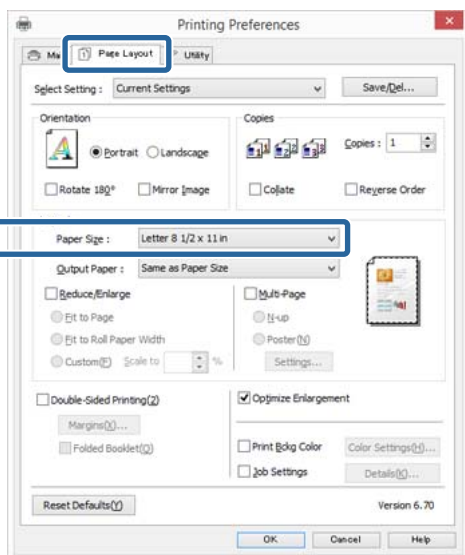 Printing Preferences
Page Layout Utility
Select Setting : Current Settings Save/Del...
Orientation Copies
Portrait Landscape Copies : 1
Rotate 180° Mirror Image Collate Reverse Order
Paper Size : Letter 8 1/2 x 11 in
Output Paper : Same as Paper Size
Reduce/Enlarge Multi-Page
Fit to Page N-up
Fit to Roll Paper Width Poster(N)
Custom(F) Scale to % Settings...
Double-Sided Printing(2) Optimize Enlargement
Margins(X)...
Folded Booklet(O) Print Bckg Color Color Settings(H)...
Job Settings Details(K)...
Reset Defaults(Y) Version 6.70
OK Cancel Help